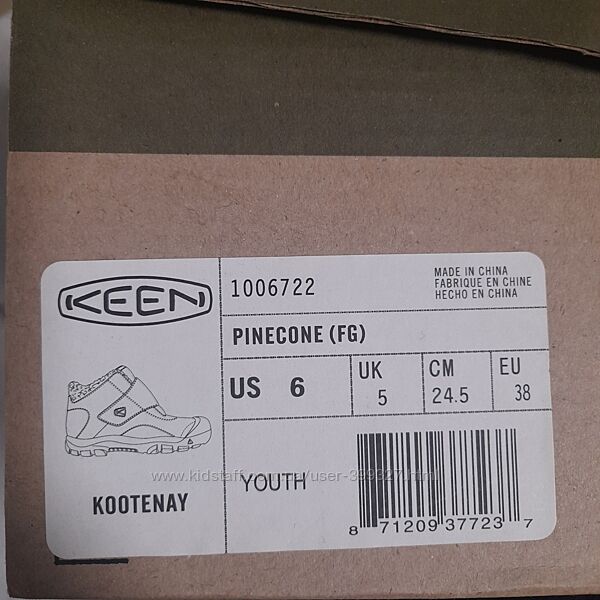 KEEN
1006722
MADE IN CHINA
FABRIQUE EN CHINE
HECHO EN CHINA
PINECONE (FG)
US 6
UK 5
CM 24.5
EU 38
KOOTENAY
YOUTH
8 71209 37723 7